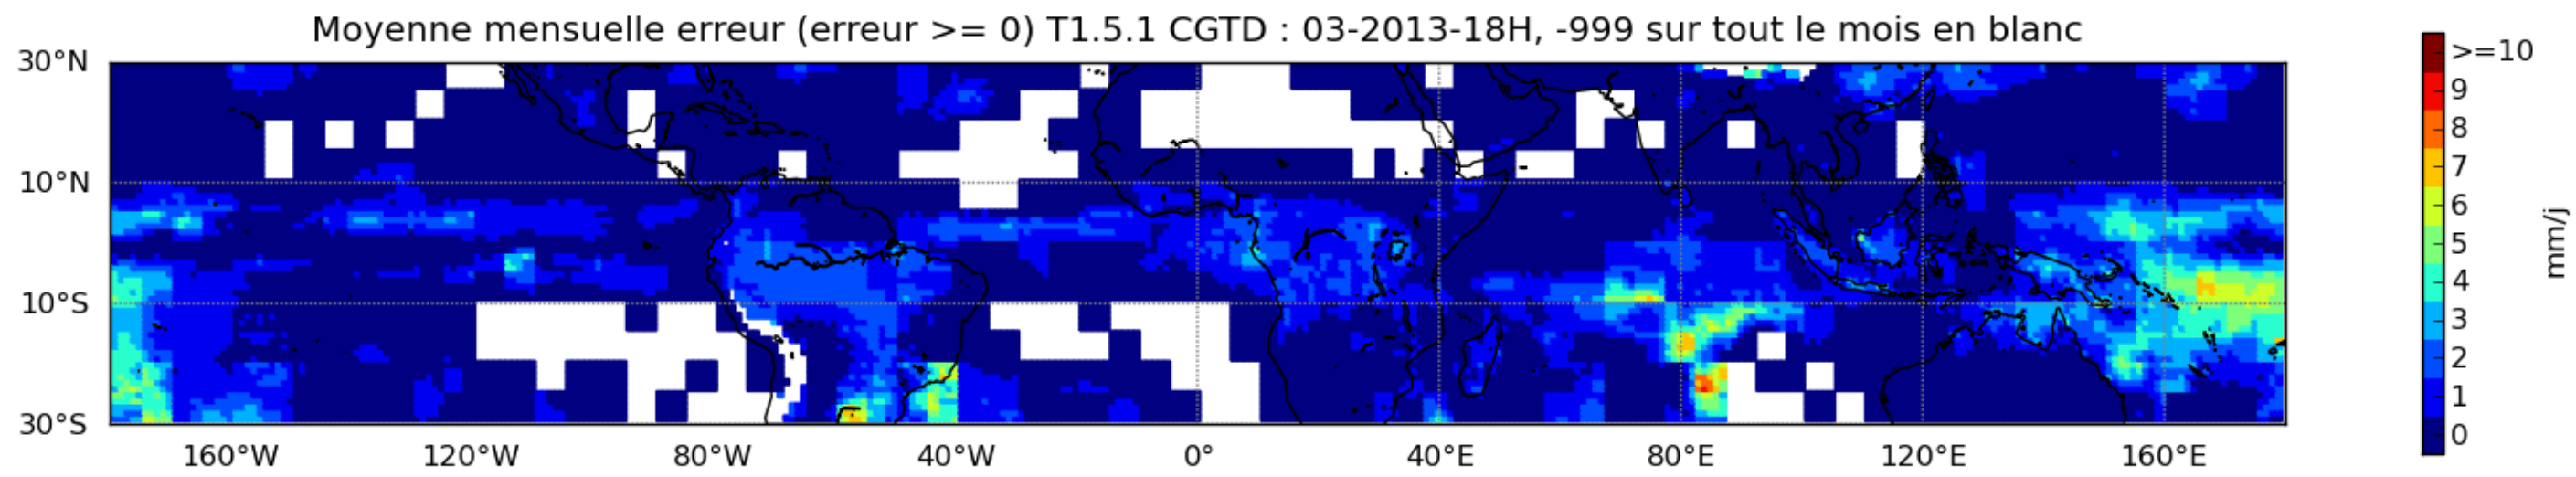 Moyenne mensuelle erreur (erreur >= 0) T1.5.1 CGTD : 03-2013-18H, -999 sur tout le mois en blanc
30°N
10°N
10°S
30°S
160°W 120°W 80°W 40°W 0° 40°E 80°E 120°E 160°E
>=10
9
8
7
6
5
4
3
2
1
0
mm/j